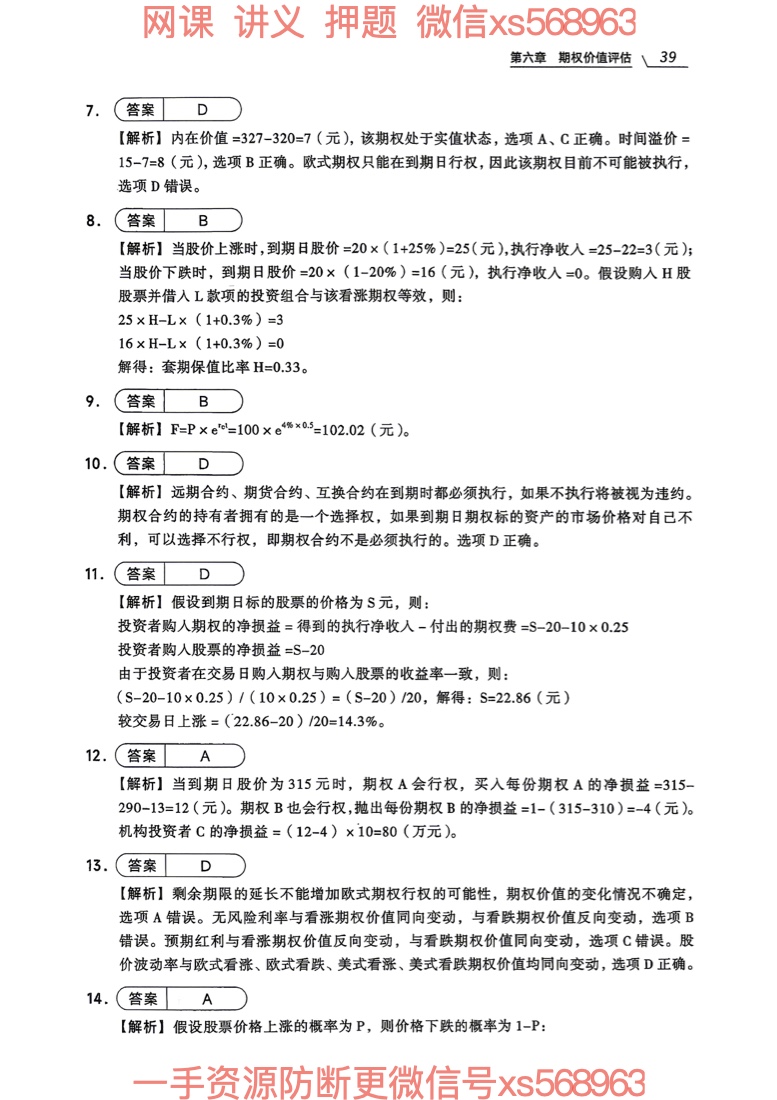 网课 讲义 押题 微信xs568963
第六章 期权价值评估 39
7. 答案 D
【解析】内在价值=327-320=7（元），该期权处于实值状态，选项A、C正确。时间溢价=
15-7=8（元），选项B正确。欧式期权只能在到期日行权，因此该期权目前不可能被执行，
选项D错误。
8. 答案 B
【解析】当股价上涨时，到期日股价=20×（1+25%）=25(元），执行净收入=25-22=3(元）；
当股价下跌时，到期日股价=20×（1-20%）=16（元），执行净收入=0。假设购入H股
股票并借入L款项的投资组合与该看涨期权等效，则：
25×H-L×（1+0.3%）=3
16×H-L×（1+0.3%）=0
解得：套期保值比率H=0.33。
9. 答案 B
【解析】F=P×e^{r_c t}=100×e^{4%×0.5}=102.02（元）。
10. 答案 D
【解析】远期合约、期货合约、互换合约在到期时都必须执行，如果不执行将被视为违约。
期权合约的持有者拥有的是一个选择权，如果到期日期权标的资产的市场价格对自己不
利，可以选择不行权，即期权合约不是必须执行的。选项D正确。
11. 答案 D
【解析】假设到期日标的股票的价格为S元，则：
投资者购入期权的净损益=得到的执行净收入-付出的期权费=S-20-10×0.25
投资者购入股票的净损益=S-20
由于投资者在交易日购入期权与购入股票的收益率一致，则：
（S-20-10×0.25）/（10×0.25）=（S-20）/20，解得：S=22.86（元）
较交易日上涨=（22.86-20）/20=14.3%。
12. 答案 A
【解析】当到期日股价为315元时，期权A会行权，买入每份期权A的净损益=315-
290-13=12（元）。期权B也会行权，抛出每份期权B的净损益=1-（315-310）=-4（元）。
机构投资者C的净损益=（12-4）×10=80（万元）。
13. 答案 D
【解析】剩余期限的延长不能增加欧式期权行权的可能性，期权价值的变化情况不确定，
选项A错误。无风险利率与看涨期权价值同向变动，与看跌期权价值反向变动，选项B
错误。预期红利与看涨期权价值反向变动，与看跌期权价值同向变动，选项C错误。股
价波动率与欧式看涨、欧式看跌、美式看涨、美式看跌期权价值均同向变动，选项D正确。
14. 答案 A
【解析】假设股票价格上涨的概率为P，则价格下跌的概率为1-P：
一手资源防断更微信号xs568963